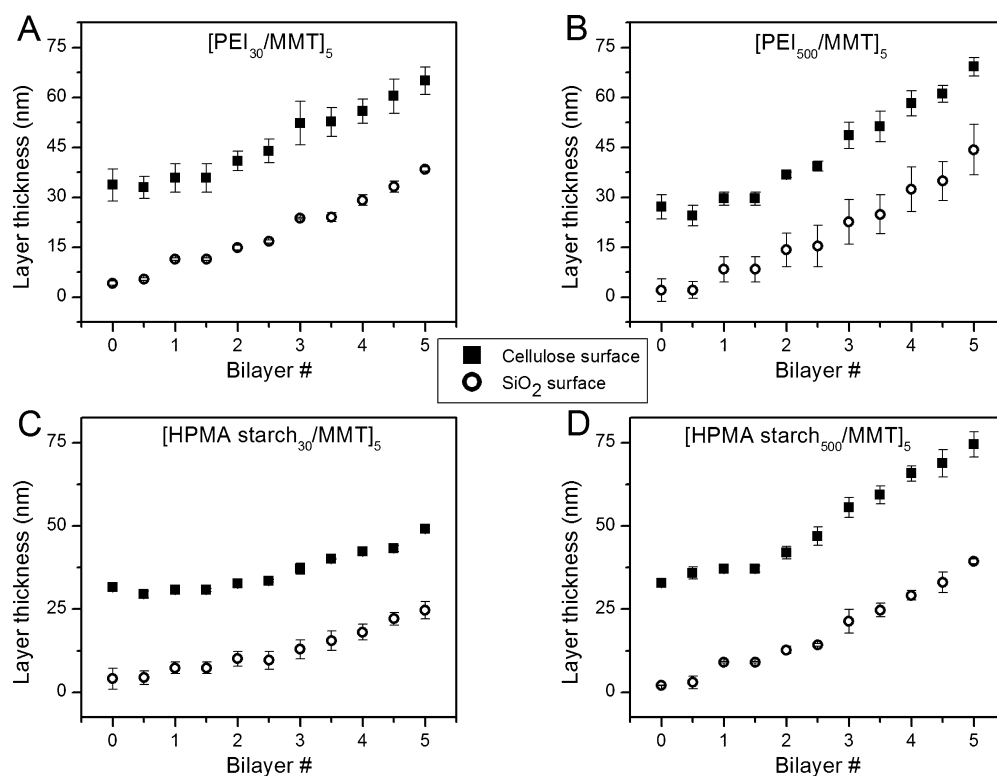 A
[PEI30/MMT]5
75
60
45
30
15
0
Layer thickness (nm)
0 1 2 3 4 5
Bilayer #
B
[PEI500/MMT]5
75
60
45
30
15
0
Layer thickness (nm)
0 1 2 3 4 5
Bilayer #
Cellulose surface
SiO2 surface
C
[HPMA starch30/MMT]5
75
50
25
0
Layer thickness (nm)
0 1 2 3 4 5
Bilayer #
D
[HPMA starch500/MMT]5
75
50
25
0
Layer thickness (nm)
0 1 2 3 4 5
Bilayer #